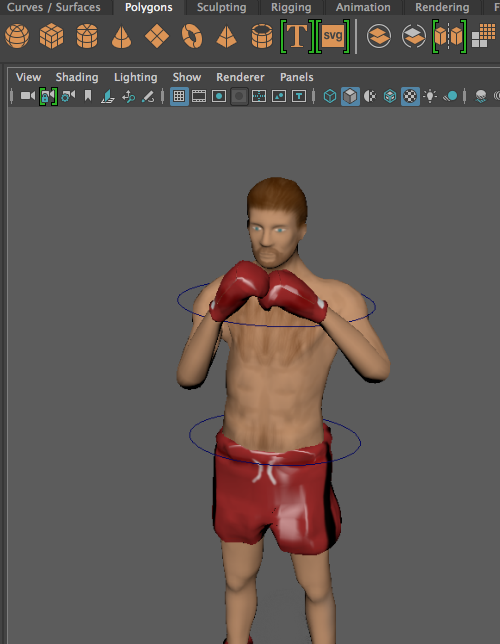 Curves / Surfaces Polygons Sculpting Rigging Animation Rendering F
T svg
View Shading Lighting Show Renderer Panels